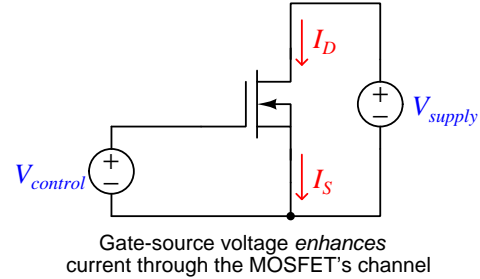 I_D
V_supply
V_control
I_S
+
−
+
−
Gate-source voltage enhances
current through the MOSFET's channel